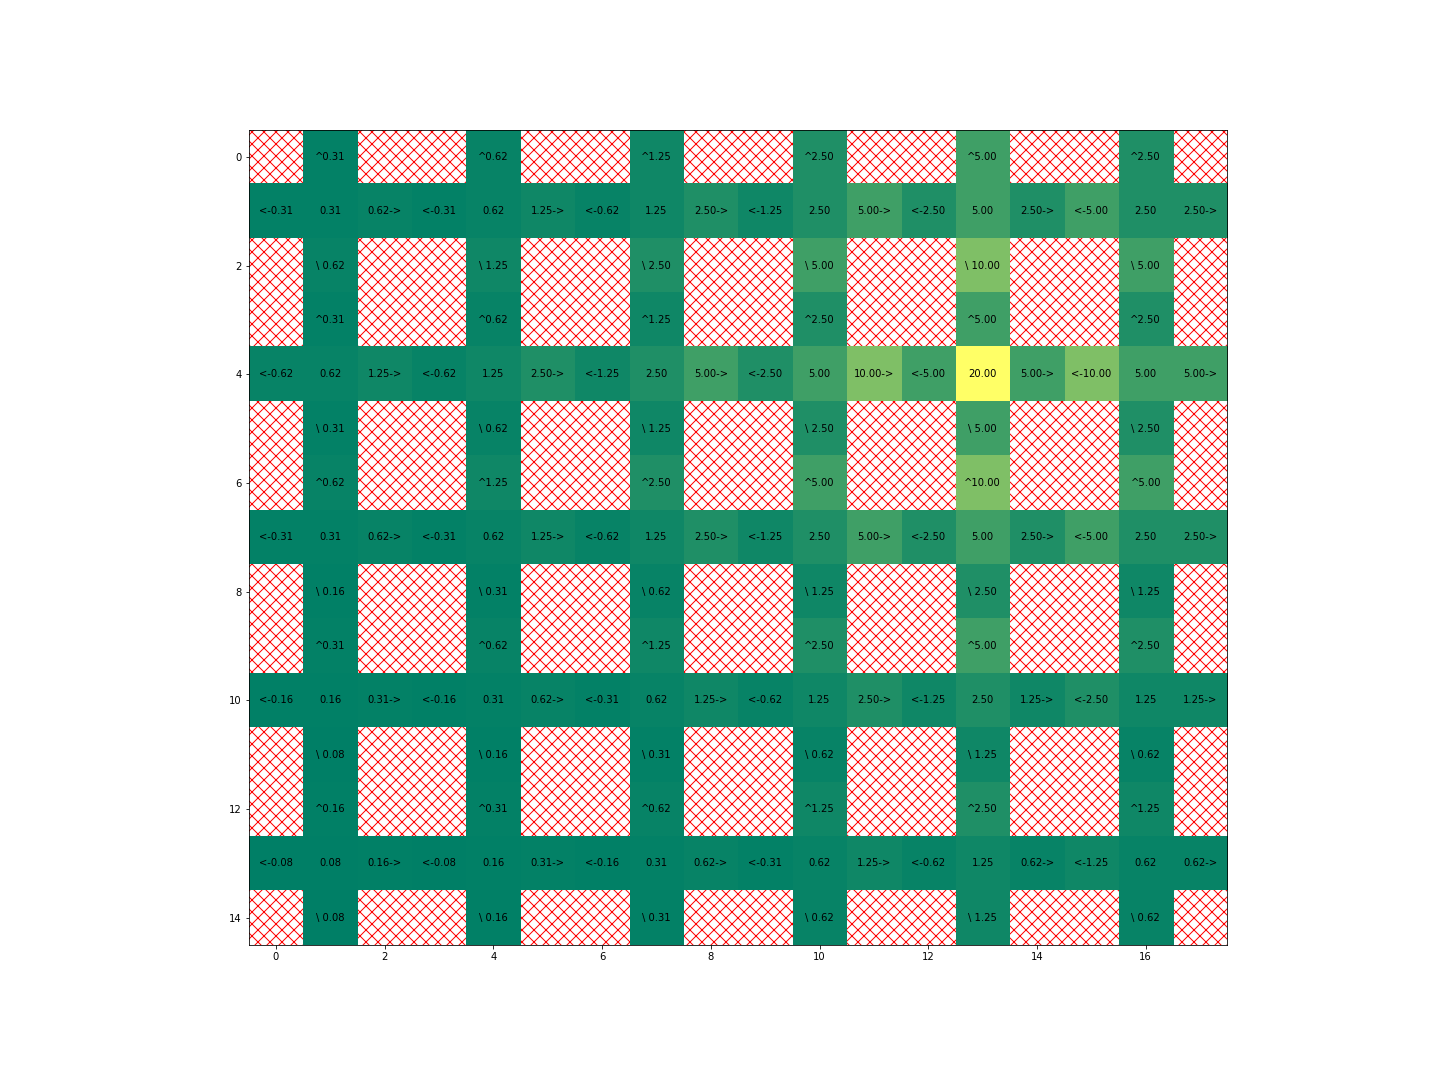 0 ^0.31 ^0.62 ^1.25 ^2.50 ^5.00 ^2.50
<-0.31 0.31 0.62-> <-0.31 0.62 1.25-> <-0.62 1.25 2.50-> <-1.25 2.50 5.00-> <-2.50 5.00 2.50-> <-5.00 2.50 2.50->
2 \ 0.62 \ 1.25 \ 2.50 \ 5.00 \ 10.00 \ 5.00
^0.31 ^0.62 ^1.25 ^2.50 ^5.00 ^2.50
4 <-0.62 0.62 1.25-> <-0.62 1.25 2.50-> <-1.25 2.50 5.00-> <-2.50 5.00 10.00-> <-5.00 20.00 5.00-> <-10.00 5.00 5.00->
\ 0.31 \ 0.62 \ 1.25 \ 2.50 \ 5.00 \ 2.50
6 ^0.62 ^1.25 ^2.50 ^5.00 ^10.00 ^5.00
<-0.31 0.31 0.62-> <-0.31 0.62 1.25-> <-0.62 1.25 2.50-> <-1.25 2.50 5.00-> <-2.50 5.00 2.50-> <-5.00 2.50 2.50->
8 \ 0.16 \ 0.31 \ 0.62 \ 1.25 \ 2.50 \ 1.25
^0.31 ^0.62 ^1.25 ^2.50 ^5.00 ^2.50
10 <-0.16 0.16 0.31-> <-0.16 0.31 0.62-> <-0.31 0.62 1.25-> <-0.62 1.25 2.50-> <-1.25 2.50 1.25-> <-2.50 1.25 1.25->
\ 0.08 \ 0.16 \ 0.31 \ 0.62 \ 1.25 \ 0.62
12 ^0.16 ^0.31 ^0.62 ^1.25 ^2.50 ^1.25
<-0.08 0.08 0.16-> <-0.08 0.16 0.31-> <-0.16 0.31 0.62-> <-0.31 0.62 1.25-> <-0.62 1.25 0.62-> <-1.25 0.62 0.62->
14 \ 0.08 \ 0.16 \ 0.31 \ 0.62 \ 1.25 \ 0.62
0 2 4 6 8 10 12 14 16